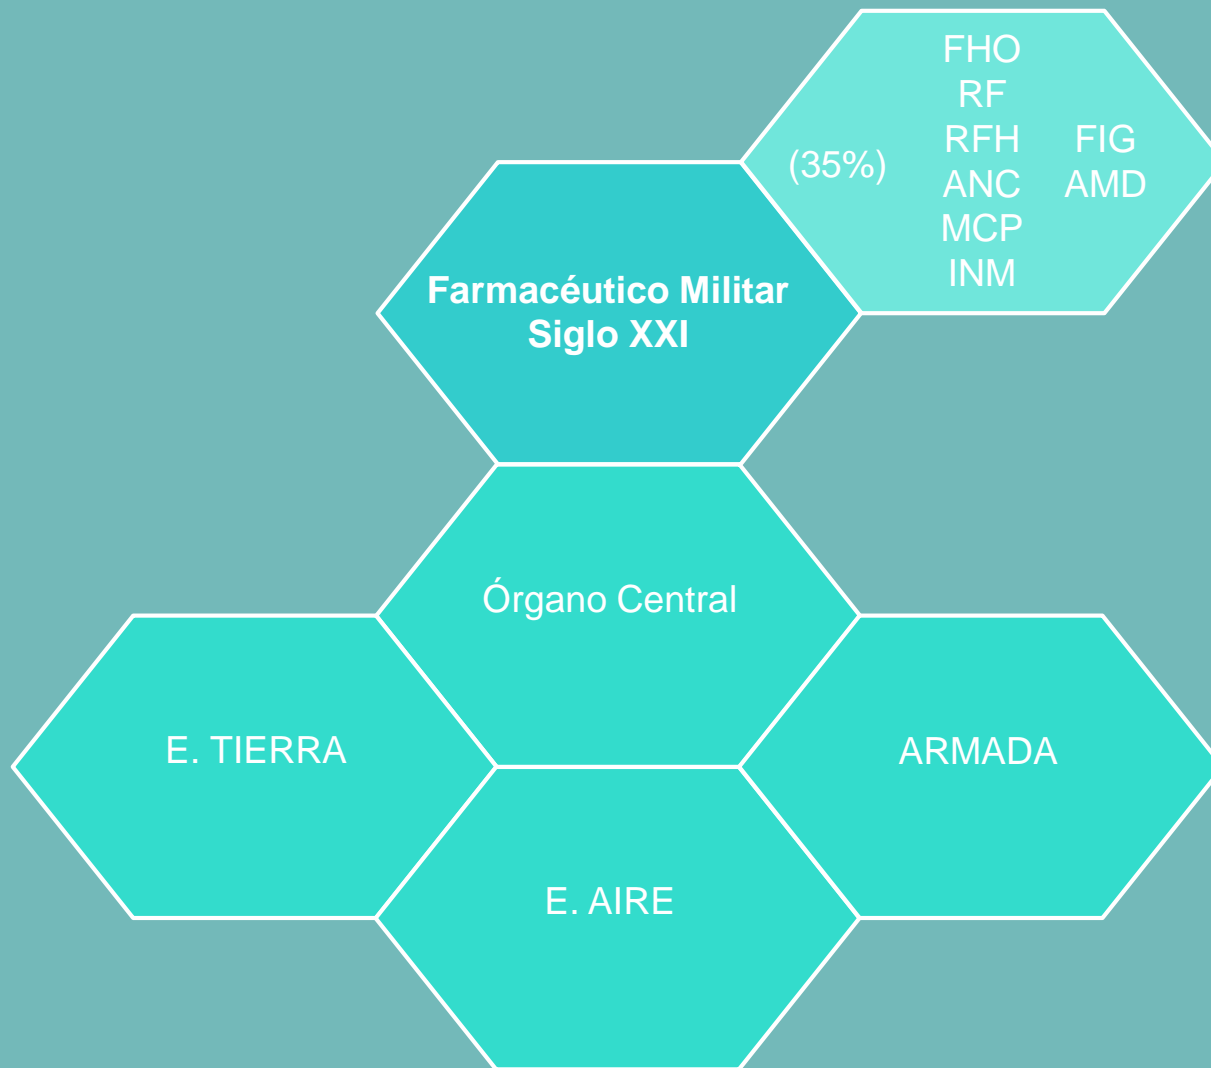 FHO
RF
(35%) RFH FIG
ANC AMD
MCP
INM
Farmacéutico Militar
Siglo XXI
Órgano Central
E. TIERRA
ARMADA
E. AIRE